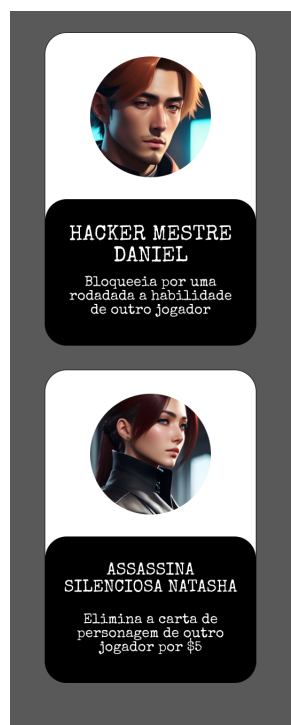 HACKER MESTRE
DANIEL
Bloqueeia por uma
rodadada a habilidade
de outro jogador
ASSASSINA
SILENCIOSA NATASHA
Elimina a carta de
personagem de outro
jogador por $5